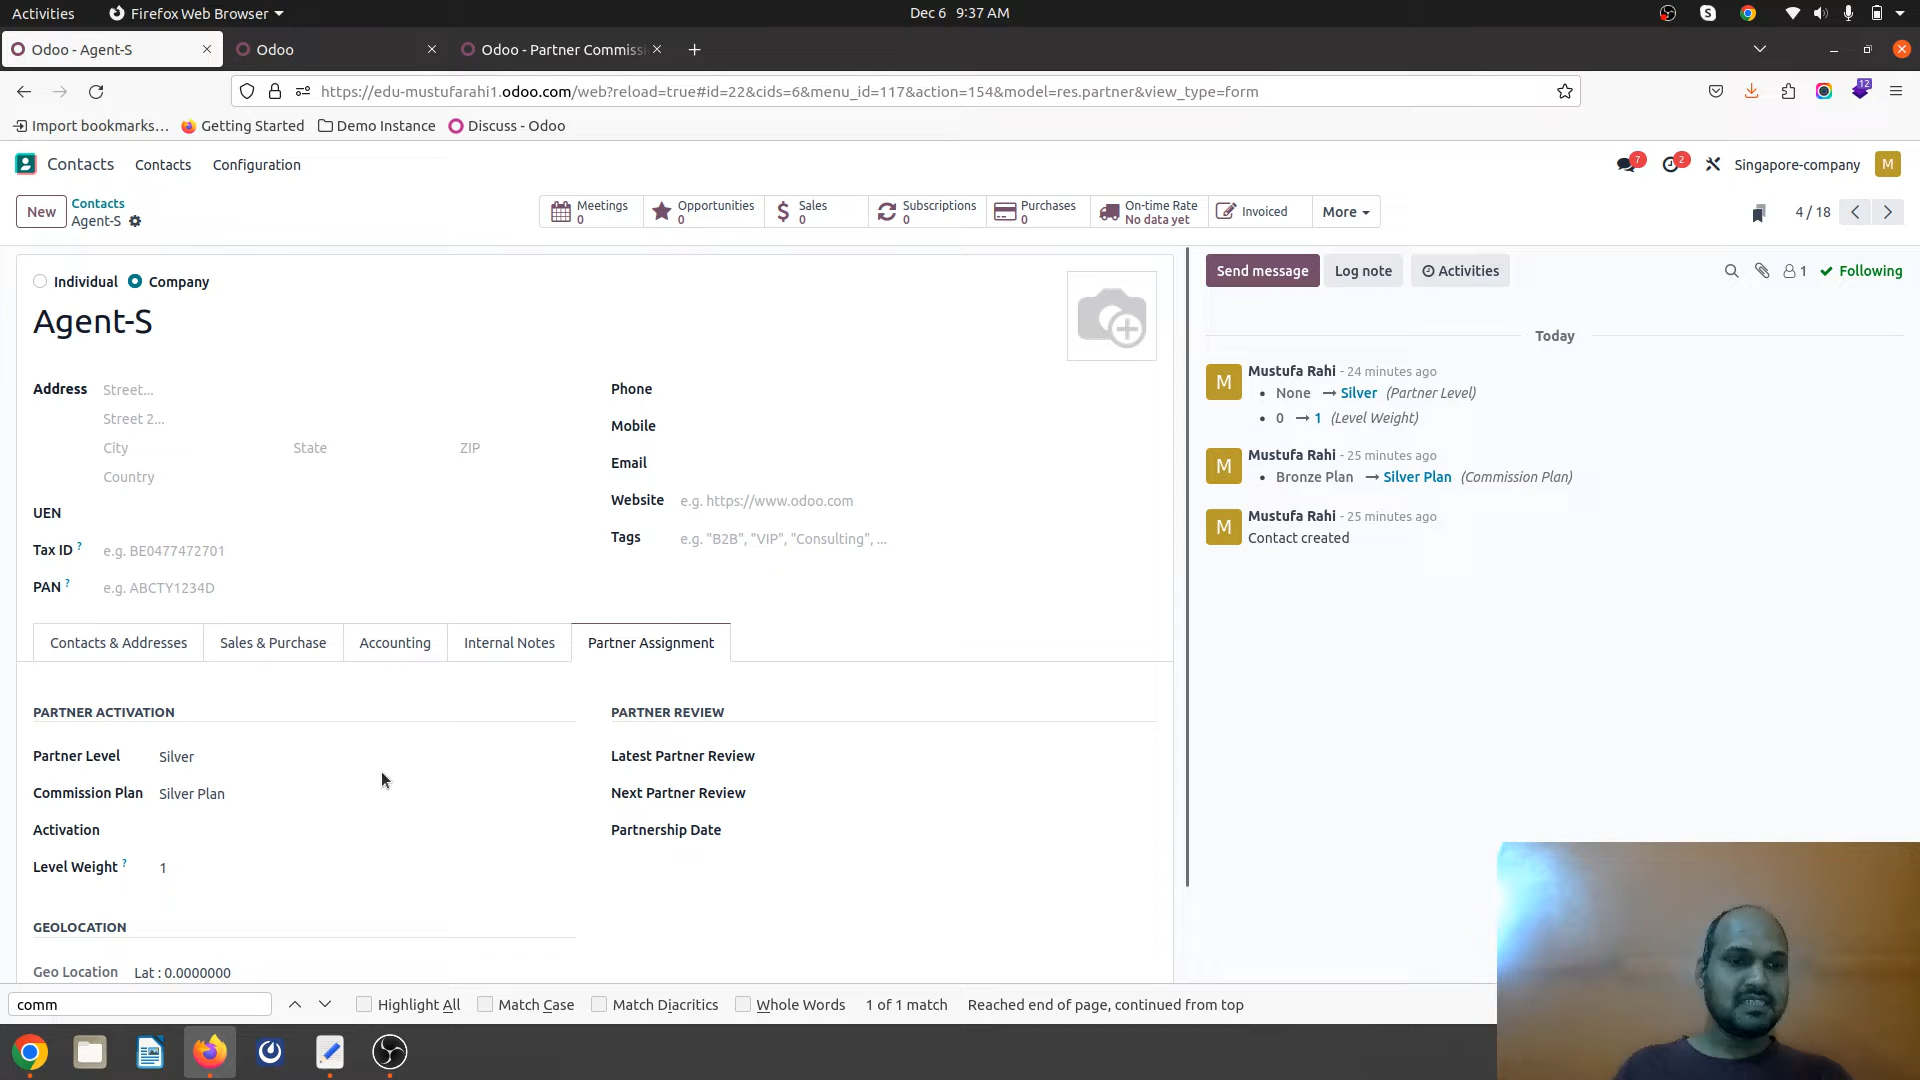 Activities Firefox Web Browser Dec 6 9:37 AM
Odoo - Agent-S Odoo Odoo - Partner Commiss
https://edu-mustufarahi1.odoo.com/web?reload=true#id=22&cids=6&menu_id=117&action=154&model=res.partner&view_type=form 12
Import bookmarks... Getting Started Demo Instance Discuss - Odoo
Contacts Contacts Configuration 7 2 Singapore-company M
New Contacts Agent-S
Meetings 0 Opportunities 0 Sales 0 Subscriptions 0 Purchases 0 On-time Rate No data yet Invoiced More 4 / 18
Individual Company
Agent-S
Address Street...
Street 2...
City State ZIP
Country
UEN
Tax ID ? e.g. BE0477472701
PAN ? e.g. ABCTY1234D
Phone
Mobile
Email
Website e.g. https://www.odoo.com
Tags e.g. "B2B", "VIP", "Consulting", ...
Contacts & Addresses Sales & Purchase Accounting Internal Notes Partner Assignment
PARTNER ACTIVATION
Partner Level Silver
Commission Plan Silver Plan
Activation
Level Weight ? 1
PARTNER REVIEW
Latest Partner Review
Next Partner Review
Partnership Date
GEOLOCATION
Geo Location Lat : 0.0000000
Send message Log note Activities 1 Following
Today
M Mustufa Rahi - 24 minutes ago
None → Silver (Partner Level)
0 → 1 (Level Weight)
M Mustufa Rahi - 25 minutes ago
Bronze Plan → Silver Plan (Commission Plan)
M Mustufa Rahi - 25 minutes ago
Contact created
comm Highlight All Match Case Match Diacritics Whole Words 1 of 1 match Reached end of page, continued from top